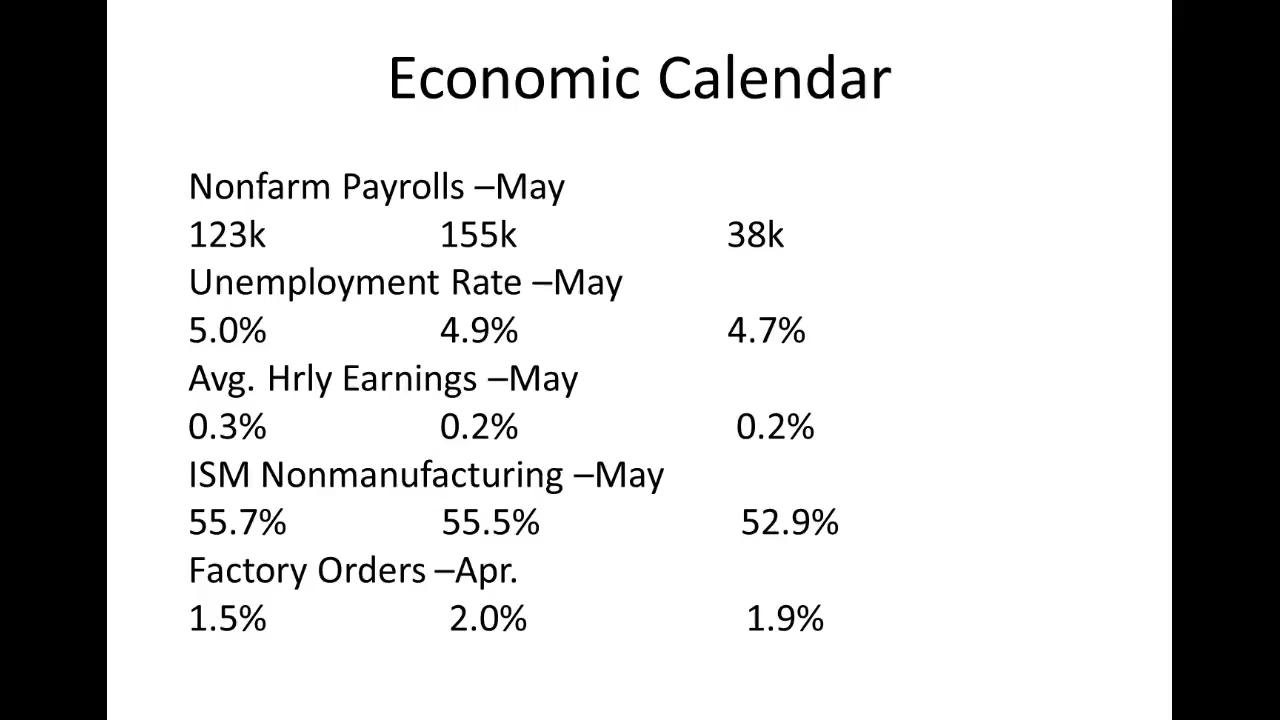 Economic Calendar
Nonfarm Payrolls –May
123k 155k 38k
Unemployment Rate –May
5.0% 4.9% 4.7%
Avg. Hrly Earnings –May
0.3% 0.2% 0.2%
ISM Nonmanufacturing –May
55.7% 55.5% 52.9%
Factory Orders –Apr.
1.5% 2.0% 1.9%